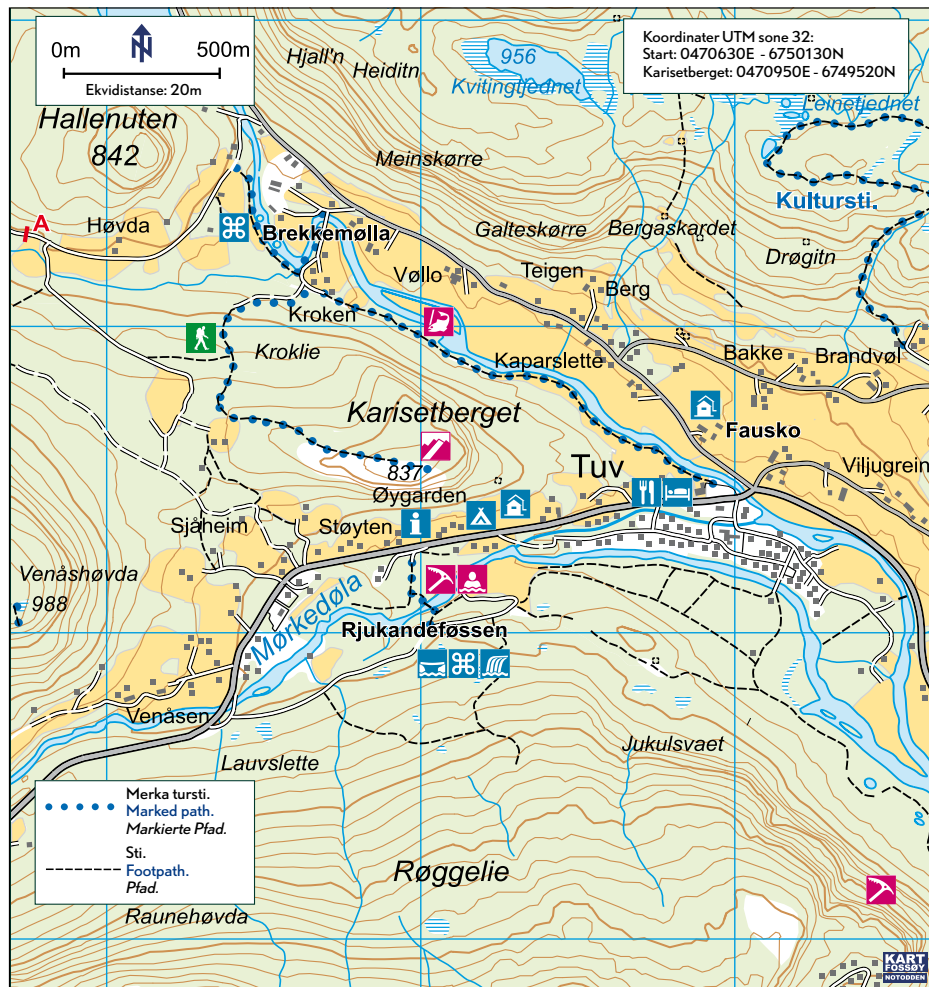 0m 500m
N
Ekvidistanse: 20m
Koordinater UTM sone 32:
Start: 0470630E - 6750130N
Karisetberget: 0470950E - 6749520N
Hjall'n
Heiditn
956
Kvitingtjednet
Leinetjednet
Hallenuten
842
Meinskørre
Kultursti.
A
Høvda
Brekkemølla
Galteskørre
Bergaskardet
Drøgitn
Vøllo
Teigen
Berg
Kroken
Kroklie
Kaparslette
Bakke
Brandvøl
Karisetberget
Fausko
837
Tuv
Viljugrein
Øygarden
Sjåheim
Støyten
i
Venåshøvda
988
Mørkedøla
Rjukandeføssen
Venåsen
Lauvslette
Jukulsvaet
Merka tursti.
Marked path.
Markierte Pfad.
Sti.
Footpath.
Pfad.
Røggelie
Raunehøvda
KART
FOSSØY
NOTODDEN